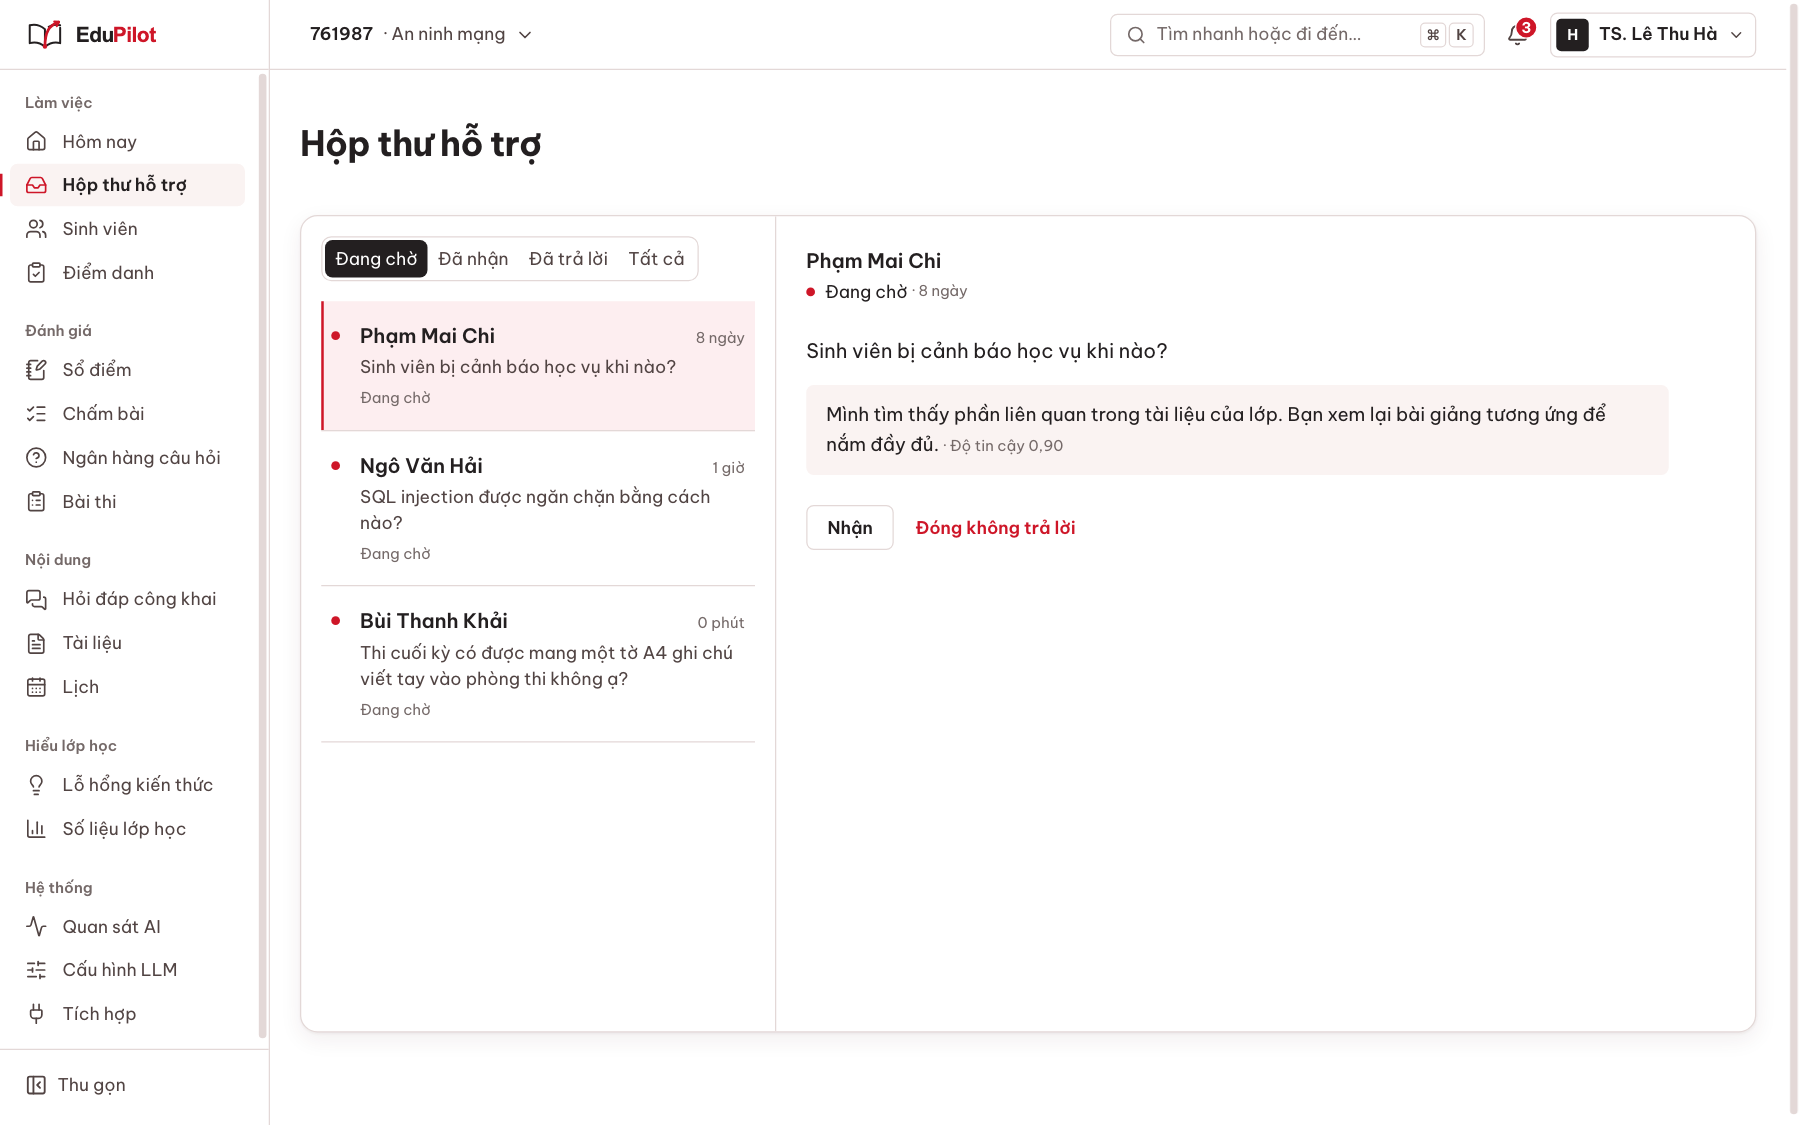 EduPilot
761987 · An ninh mạng
Tìm nhanh hoặc đi đến...
⌘ K
3
H
TS. Lê Thu Hà
Làm việc
Hôm nay
Hộp thư hỗ trợ
Sinh viên
Điểm danh
Đánh giá
Sổ điểm
Chấm bài
Ngân hàng câu hỏi
Bài thi
Nội dung
Hỏi đáp công khai
Tài liệu
Lịch
Hiểu lớp học
Lỗ hổng kiến thức
Số liệu lớp học
Hệ thống
Quan sát AI
Cấu hình LLM
Tích hợp
Thu gọn
Hộp thư hỗ trợ
Đang chờ
Đã nhận
Đã trả lời
Tất cả
Phạm Mai Chi
8 ngày
Sinh viên bị cảnh báo học vụ khi nào?
Đang chờ
Ngô Văn Hải
1 giờ
SQL injection được ngăn chặn bằng cách
nào?
Đang chờ
Bùi Thanh Khải
0 phút
Thi cuối kỳ có được mang một tờ A4 ghi chú
viết tay vào phòng thi không ạ?
Đang chờ
Phạm Mai Chi
Đang chờ · 8 ngày
Sinh viên bị cảnh báo học vụ khi nào?
Mình tìm thấy phần liên quan trong tài liệu của lớp. Bạn xem lại bài giảng tương ứng để
nắm đầy đủ. · Độ tin cậy 0,90
Nhận
Đóng không trả lời